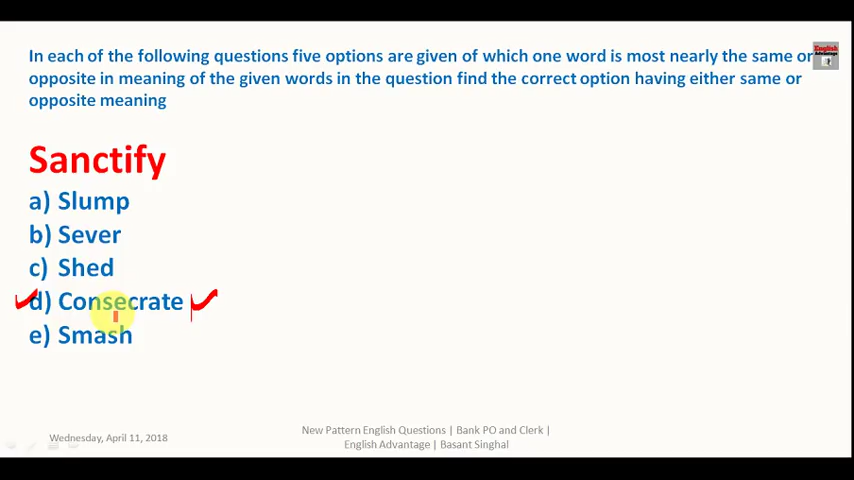 In each of the following questions five options are given of which one word is most nearly the same or
opposite in meaning of the given words in the question find the correct option having either same or
opposite meaning
English
Advantage
Sanctify
a) Slump
b) Sever
c) Shed
d) Consecrate
e) Smash
Wednesday, April 11, 2018
New Pattern English Questions | Bank PO and Clerk |
English Advantage | Basant Singhal